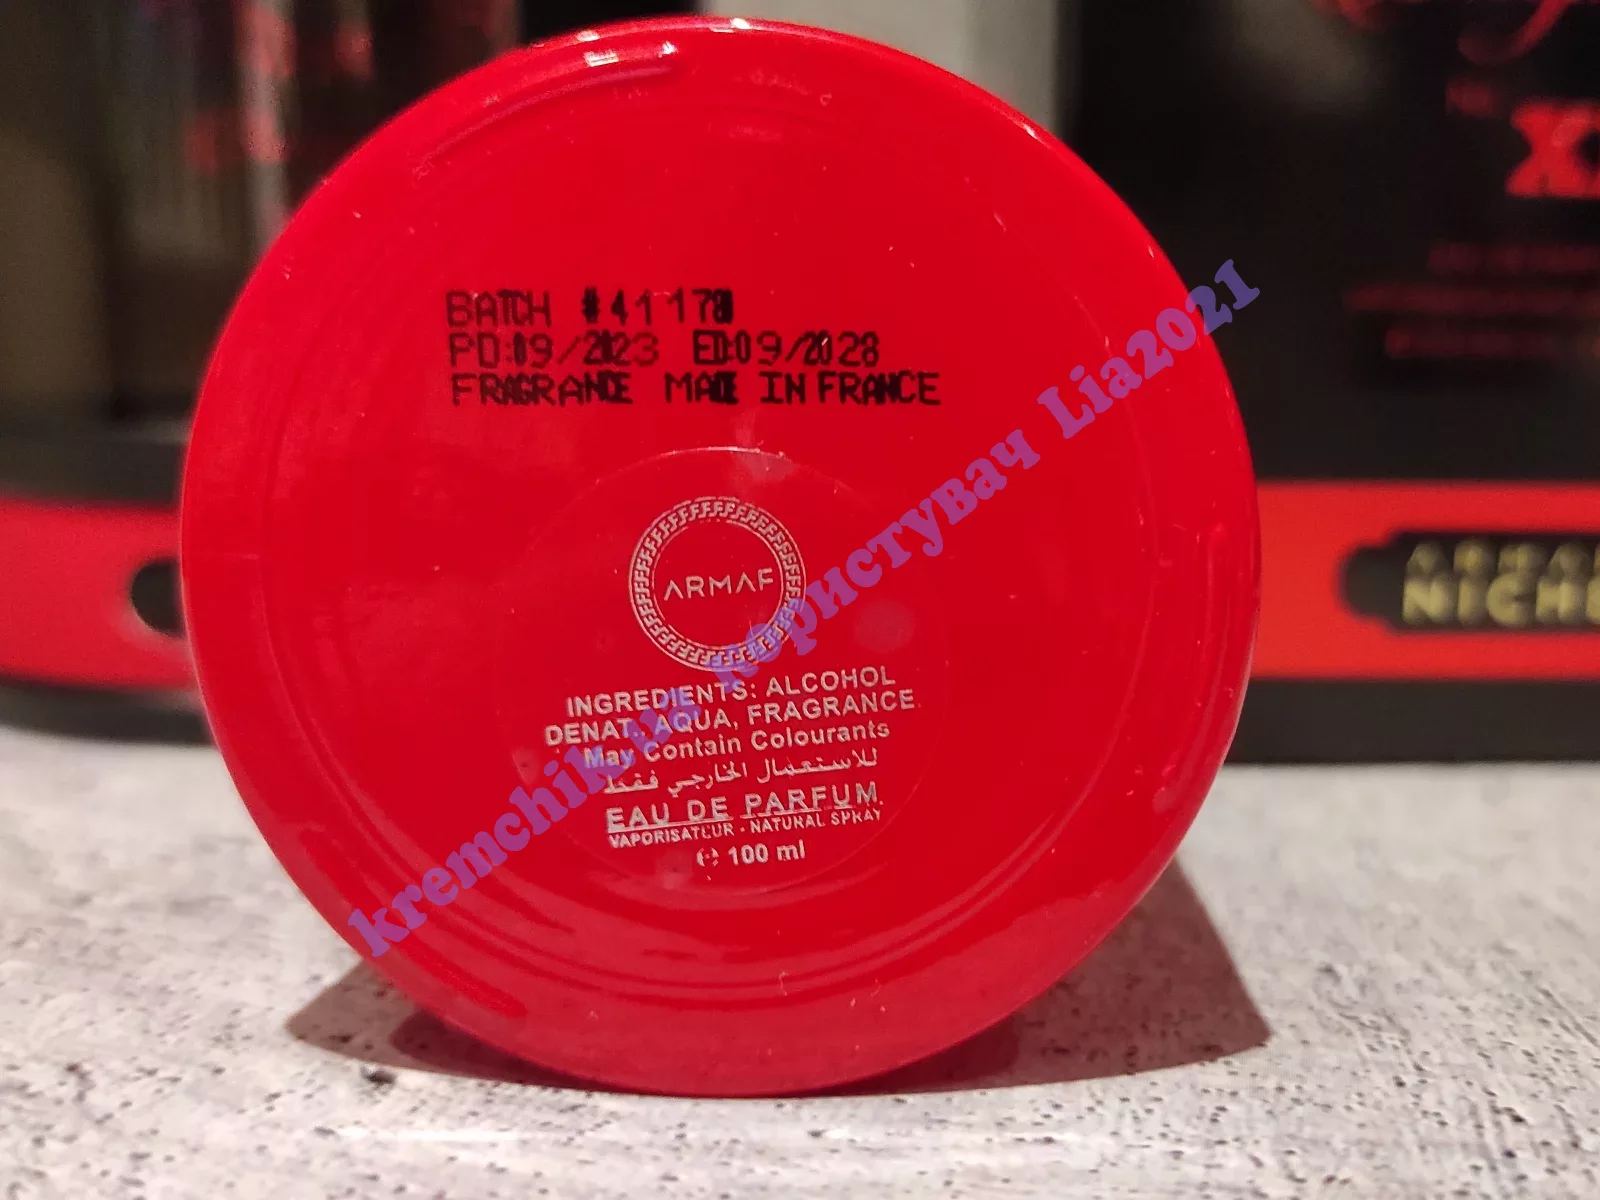 BATCH #41178
PD:09/2023 ED:09/2028
FRAGRANCE MADE IN FRANCE
ARMAF
INGREDIENTS: ALCOHOL
DENAT., AQUA, FRAGRANCE.
May Contain Colourants
للاستعمال الخارجي فقط
EAU DE PARFUM
VAPORISATEUR - NATURAL SPRAY
e 100 ml
kremchik.ua користувач Lia2021
NICHE